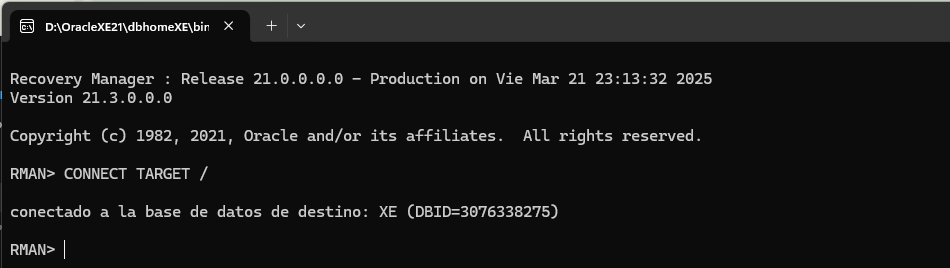 D:\OracleXE21\dbhomeXE\bin
Recovery Manager : Release 21.0.0.0.0 - Production on Vie Mar 21 23:13:32 2025
Version 21.3.0.0.0
Copyright (c) 1982, 2021, Oracle and/or its affiliates.  All rights reserved.
RMAN> CONNECT TARGET /
conectado a la base de datos de destino: XE (DBID=3076338275)
RMAN>